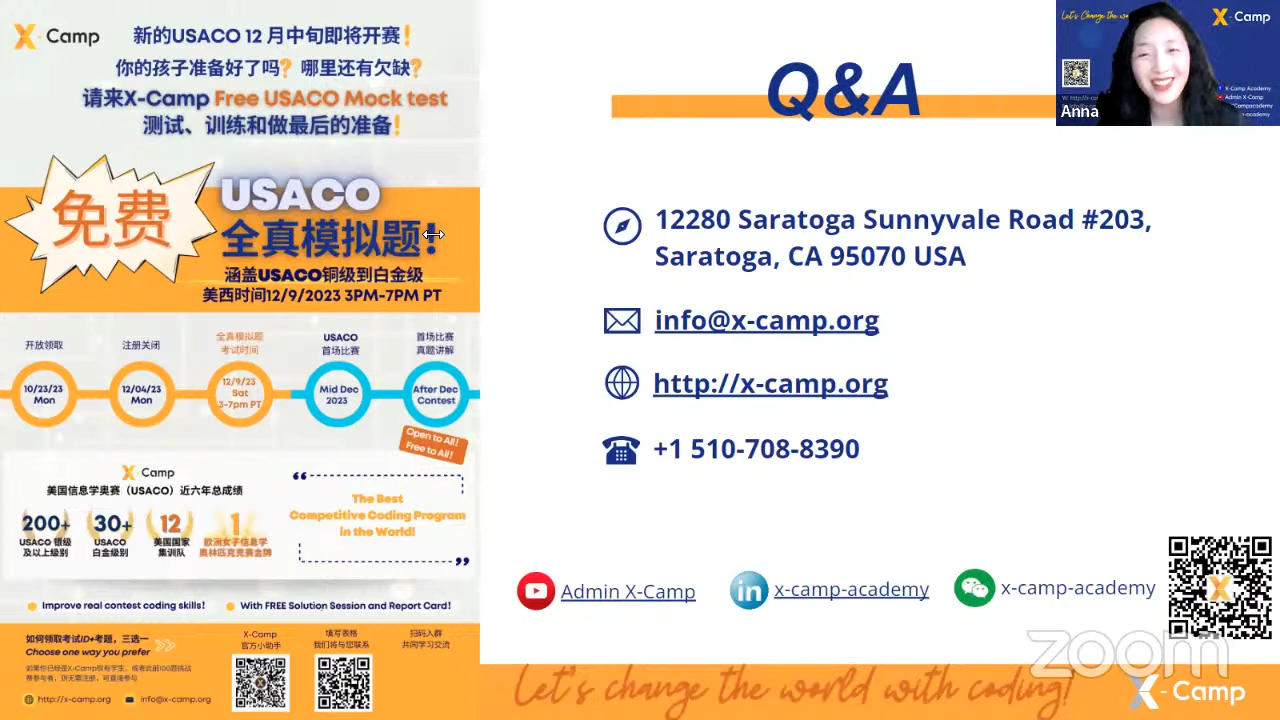 X-Camp
新的USACO 12 月中旬即将开赛!
你的孩子准备好了吗? 哪里还有欠缺?
请来X-Camp Free USACO Mock test
测试、训练和做最后的准备!
免费
USACO
全真模拟题!
涵盖USACO铜级到白金级
美西时间12/9/2023 3PM-7PM PT
开放领取
10/23/23
Mon
注册关闭
12/04/23
Mon
全真模拟题
考试时间
12/9/23
Sat
3-7pm PT
USACO
首场比赛
Mid Dec
2023
首场比赛
真题讲解
After Dec
Contest
Open to All!
Free to All!
X-Camp
美国信息学奥赛（USACO）近六年总成绩
200+
USACO 银级
及以上级别
30+
USACO
白金级别
12
美国国家
集训队
1
欧洲女子信息学
奥林匹克竞赛金牌
“
The Best
Competitive Coding Program
in the World!
”
Improve real contest coding skills!
With FREE Solution Session and Report Card!
如何领取考试ID+考题，三选一
Choose one way you prefer
http://x-camp.org
info@x-camp.org
X-Camp
官方小助手
填写表格
我们将与您联系
扫码入群
共同学习交流
Q&A
12280 Saratoga Sunnyvale Road #203,
Saratoga, CA 95070 USA
info@x-camp.org
http://x-camp.org
+1 510-708-8390
Admin X-Camp
in
x-camp-academy
x-camp-academy
zoom
Let's change the world with coding!
X-Camp
Let's Change the
X-Camp
X-Camp Academy
Admin X-Camp
Anna